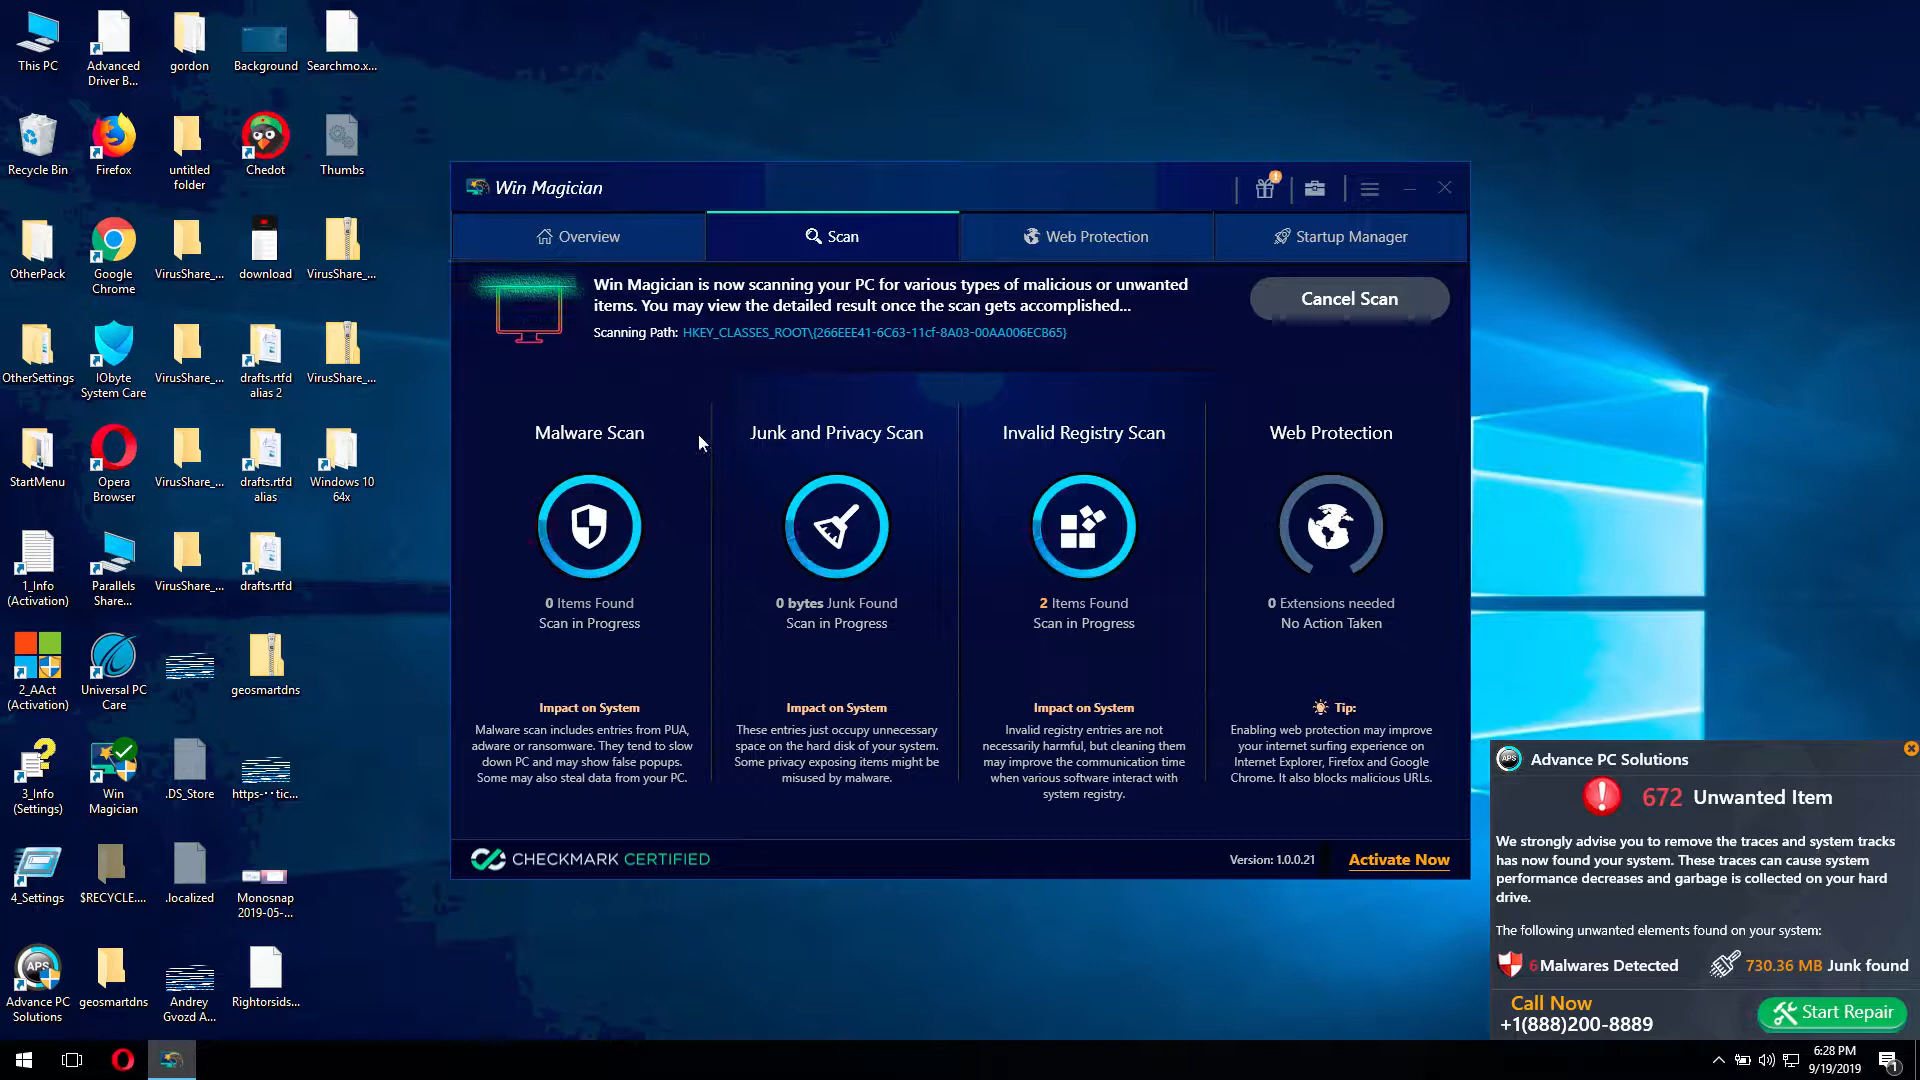 This PC
Advanced
Driver B...
gordon
Background
Searchmo.x...
Recycle Bin
Firefox
untitled
folder
Chedot
Thumbs
OtherPack
Google
Chrome
VirusShare_...
download
VirusShare_...
OtherSettings
IObyte
System Care
VirusShare_...
drafts.rtfd
alias 2
VirusShare_...
StartMenu
Opera
Browser
VirusShare_...
drafts.rtfd
alias
Windows 10
64x
1_Info
(Activation)
Parallels
Share...
VirusShare_...
drafts.rtfd
2_AAct
(Activation)
Universal PC
Care
geosmartdns
3_Info
(Settings)
Win
Magician
.DS_Store
https-··tic...
4_Settings
$RECYCLE....
.localized
Monosnap
2019-05-...
APS
Advance PC
Solutions
geosmartdns
Andrey
Gvozd A...
Rightorsids...
Win Magician
1
Overview
Scan
Web Protection
Startup Manager
Win Magician is now scanning your PC for various types of malicious or unwanted
items. You may view the detailed result once the scan gets accomplished...
Scanning Path: HKEY_CLASSES_ROOT\{266EEE41-6C63-11cf-8A03-00AA006ECB65}
Cancel Scan
Malware Scan
0 Items Found
Scan in Progress
Impact on System
Malware scan includes entries from PUA,
adware or ransomware. They tend to slow
down PC and may show false popups.
Some may also steal data from your PC.
Junk and Privacy Scan
0 bytes Junk Found
Scan in Progress
Impact on System
These entries just occupy unnecessary
space on the hard disk of your system.
Some privacy exposing items might be
misused by malware.
Invalid Registry Scan
2 Items Found
Scan in Progress
Impact on System
Invalid registry entries are not
necessarily harmful, but cleaning them
may improve the communication time
when various software interact with
system registry.
Web Protection
0 Extensions needed
No Action Taken
Tip:
Enabling web protection may improve
your internet surfing experience on
Internet Explorer, Firefox and Google
Chrome. It also blocks malicious URLs.
CHECKMARK CERTIFIED
Version: 1.0.0.21
Activate Now
APS
Advance PC Solutions
672 Unwanted Item
We strongly advise you to remove the traces and system tracks
has now found your system. These traces can cause system
performance decreases and garbage is collected on your hard
drive.
The following unwanted elements found on your system:
6 Malwares Detected
730.36 MB Junk found
Call Now
+1(888)200-8889
Start Repair
6:28 PM
9/19/2019
1